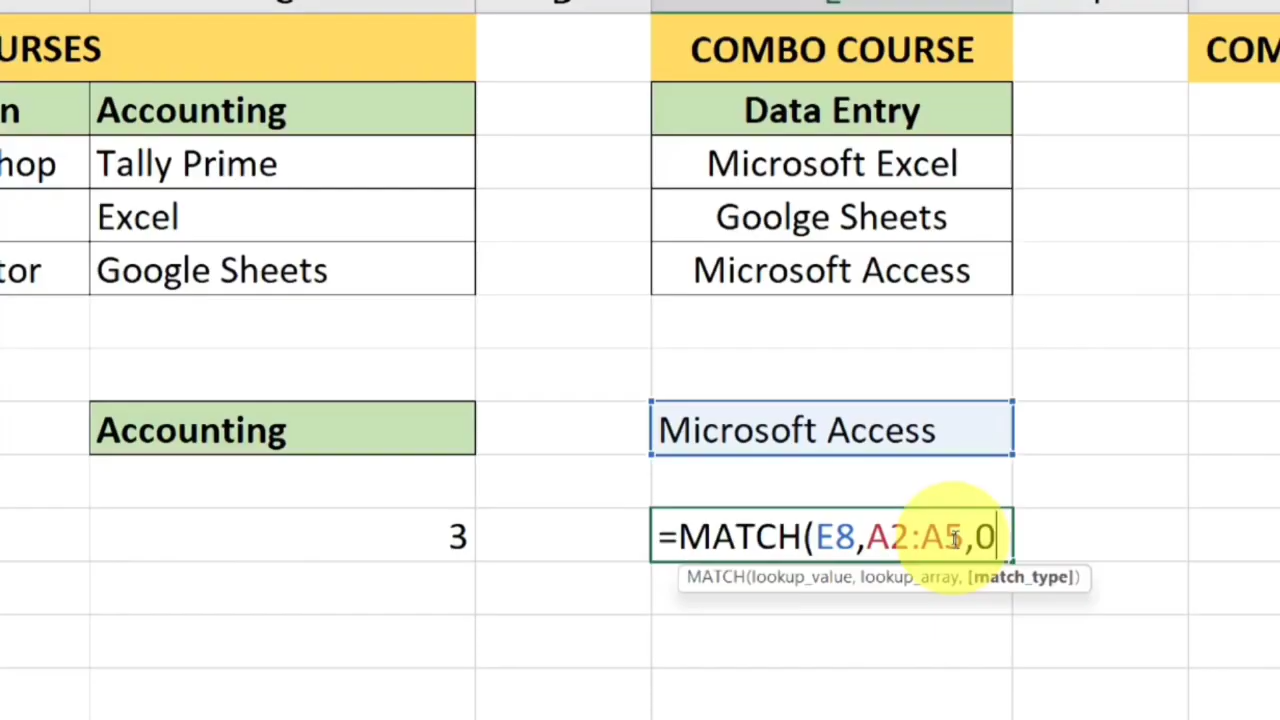 URSES
COMBO COURSE
COM
n
Accounting
Data Entry
hop
Tally Prime
Microsoft Excel
Excel
Goolge Sheets
tor
Google Sheets
Microsoft Access
Accounting
Microsoft Access
3
=MATCH(E8,A2:A5,0
MATCH(lookup_value, lookup_array, [match_type])